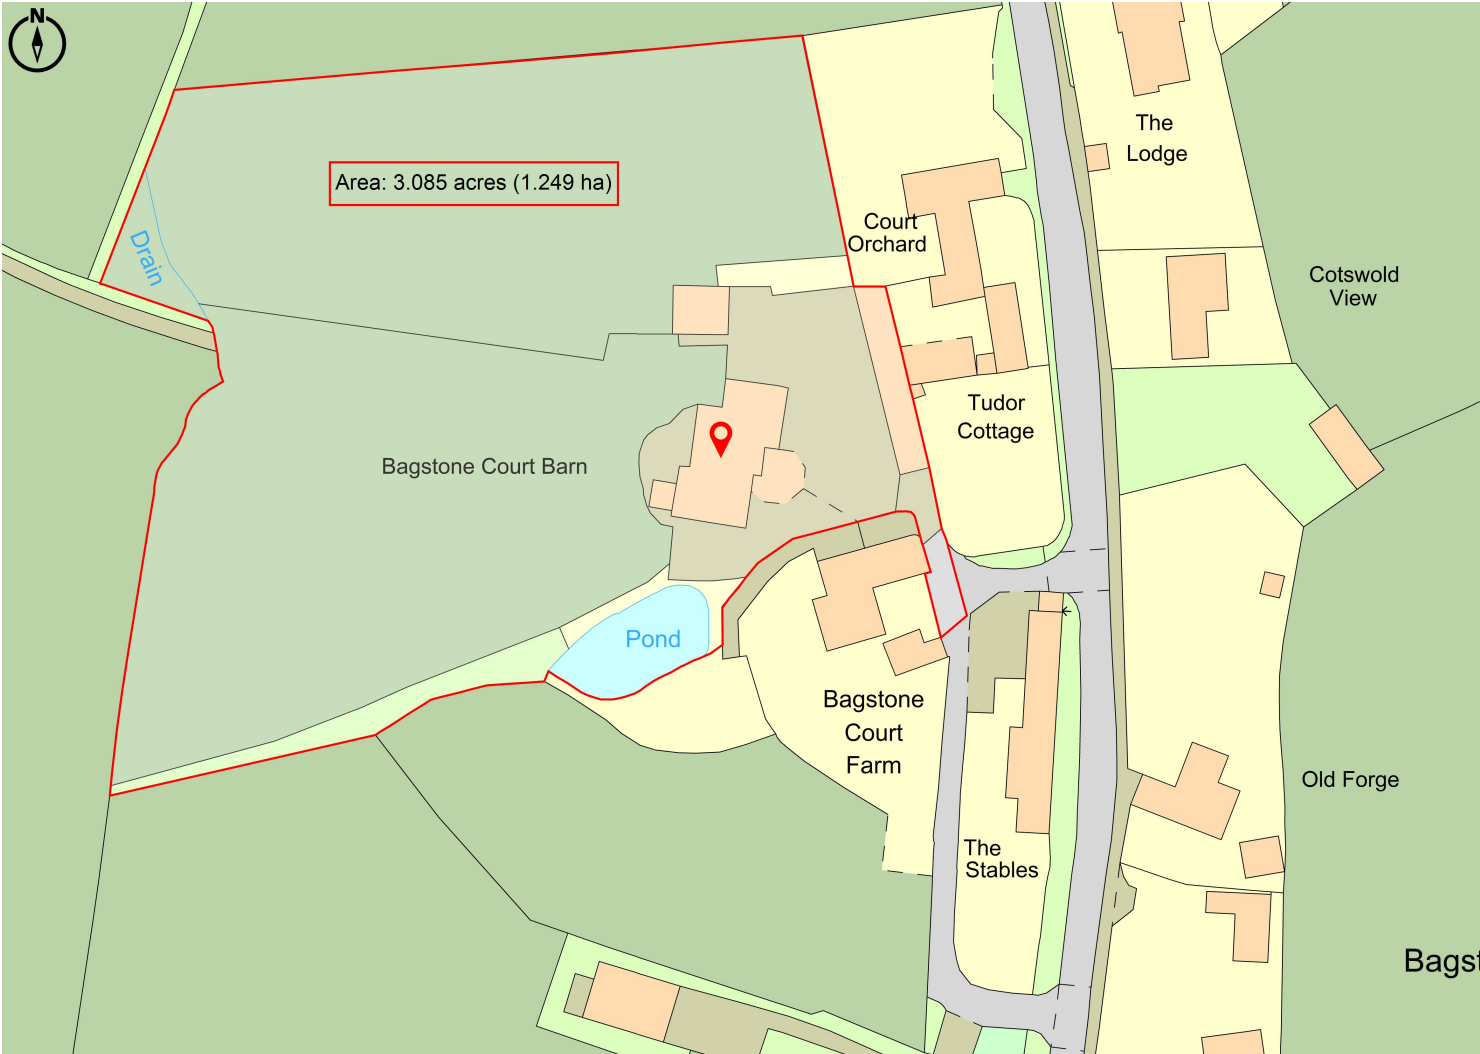 N
The
Lodge
Area: 3.085 acres (1.249 ha)
Court
Orchard
Drain
Cotswold
View
Tudor
Cottage
Bagstone Court Barn
Pond
Bagstone
Court
Farm
Old Forge
The
Stables
Bagst